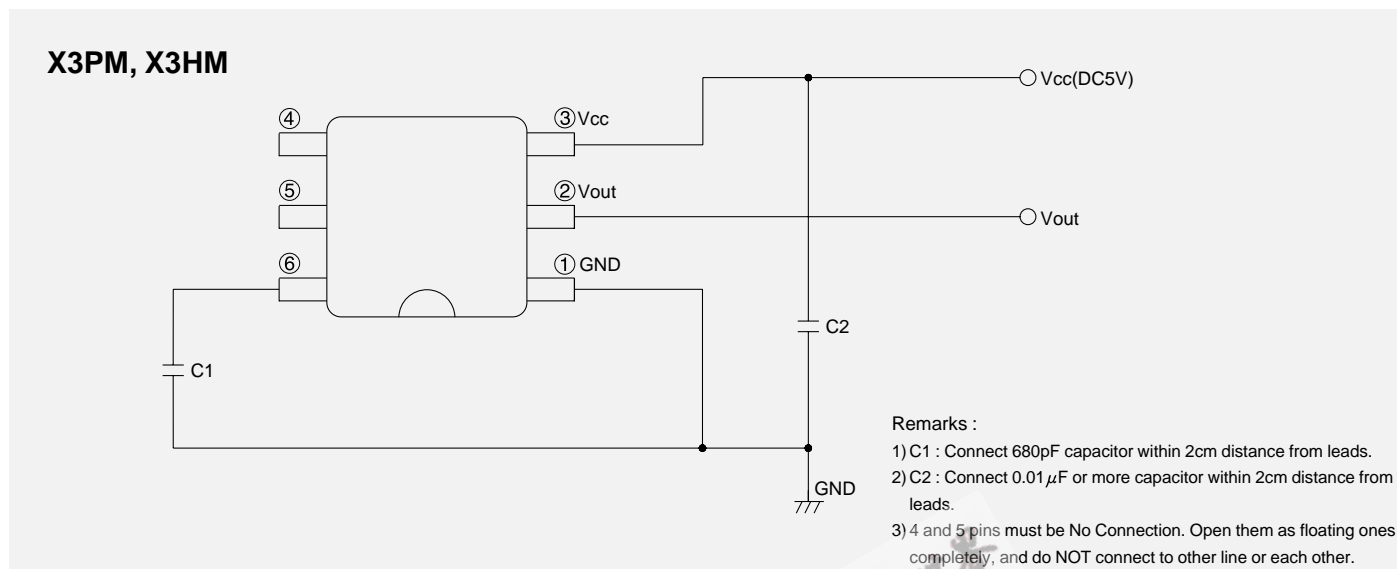 X3PM, X3HM
Vcc(DC5V)
④
③Vcc
⑤
②Vout
Vout
⑥
①GND
C2
C1
Remarks :
1) C1 : Connect 680pF capacitor within 2cm distance from leads.
2) C2 : Connect 0.01μF or more capacitor within 2cm distance from
leads.
GND
3) 4 and 5 pins must be No Connection. Open them as floating ones
completely, and do NOT connect to other line or each other.